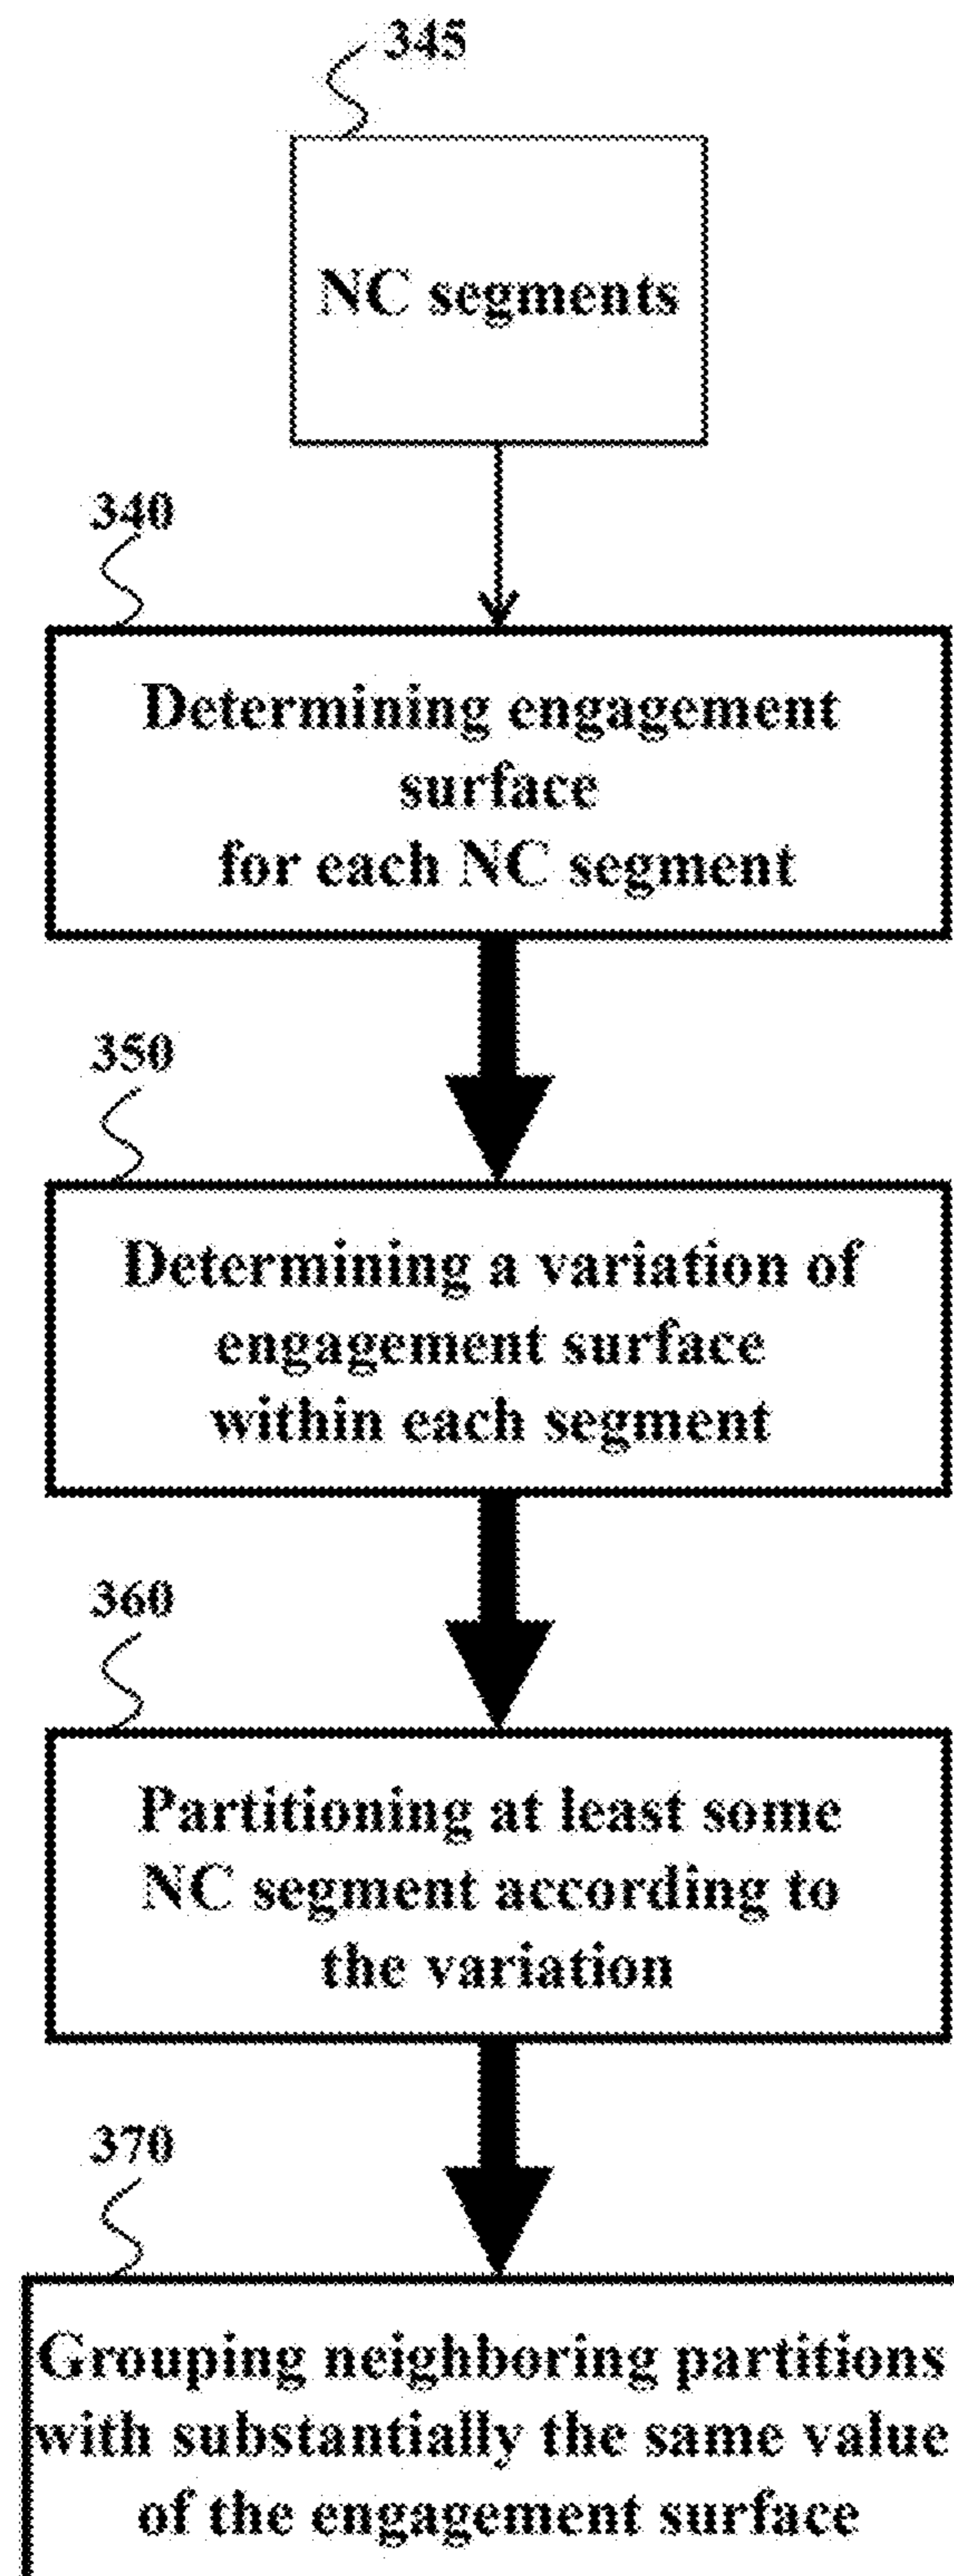 345
NC segments
340
Determining engagement
surface
for each NC segment
350
Determining a variation of
engagement surface
within each segment
360
Partitioning at least some
NC segment according to
the variation
370
Grouping neighboring partitions
with substantially the same value
of the engagement surface